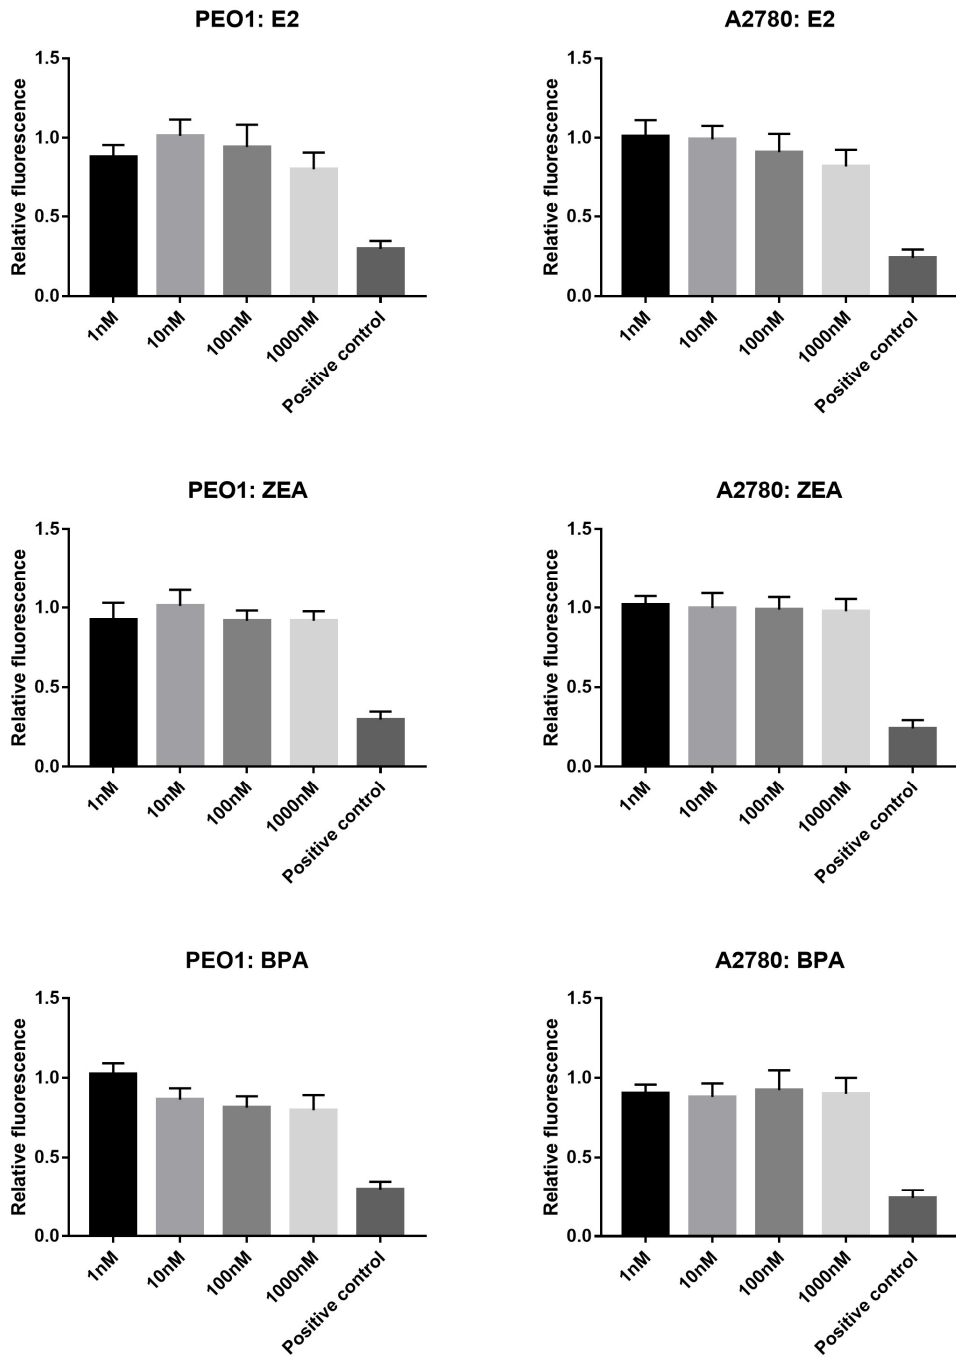 PEO1: E2
Relative fluorescence
1.5
1.0
0.5
0.0
1nM
10nM
100nM
1000nM
Positive control
A2780: E2
Relative fluorescence
1.5
1.0
0.5
0.0
1nM
10nM
100nM
1000nM
Positive control
PEO1: ZEA
Relative fluorescence
1.5
1.0
0.5
0.0
1nM
10nM
100nM
1000nM
Positive control
A2780: ZEA
Relative fluorescence
1.5
1.0
0.5
0.0
1nM
10nM
100nM
1000nM
Positive control
PEO1: BPA
Relative fluorescence
1.5
1.0
0.5
0.0
1nM
10nM
100nM
1000nM
Positive control
A2780: BPA
Relative fluorescence
1.5
1.0
0.5
0.0
1nM
10nM
100nM
1000nM
Positive control